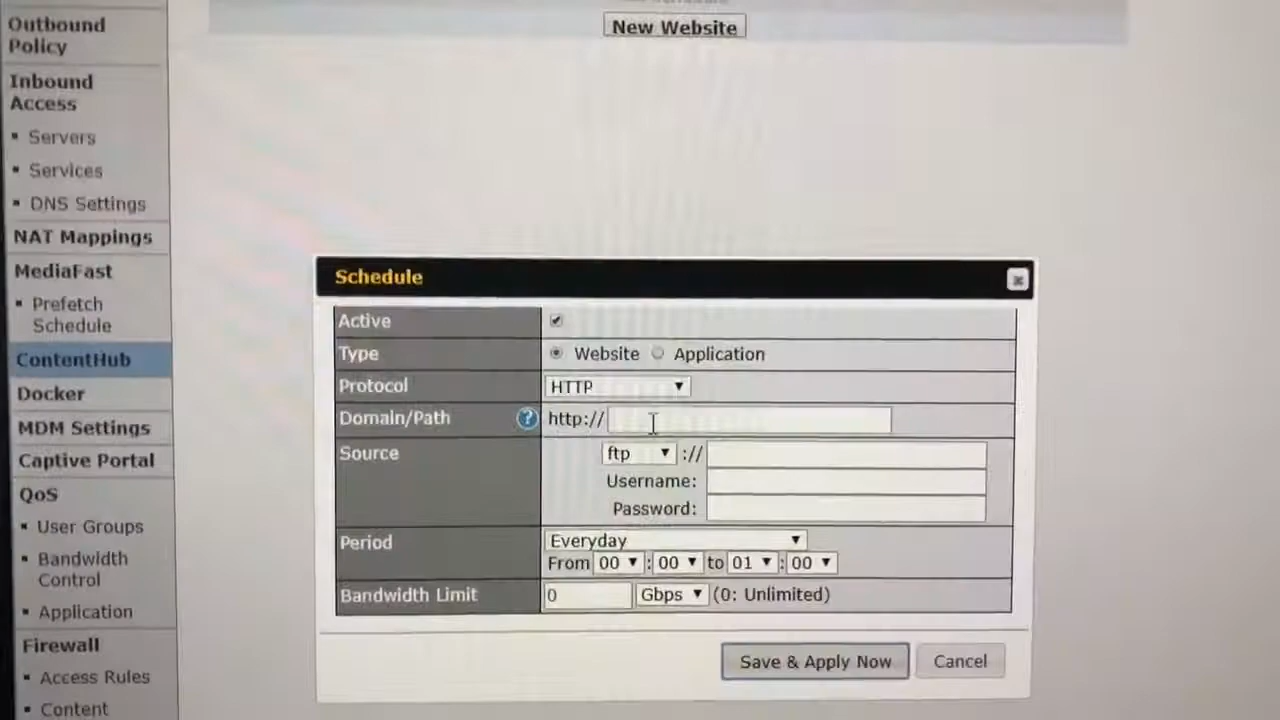 New Website
Outbound
Policy
Inbound
Access
Servers
Services
DNS Settings
NAT Mappings
MediaFast
Prefetch
Schedule
ContentHub
Docker
MDM Settings
Captive Portal
QoS
User Groups
Bandwidth
Control
Application
Firewall
Access Rules
Content
Schedule
Active
Type Website Application
Protocol HTTP
Domain/Path ? http://
Source ftp ://
Username:
Password:
Period Everyday
From 00 : 00 to 01 : 00
Bandwidth Limit 0 Gbps (0: Unlimited)
Save & Apply Now Cancel